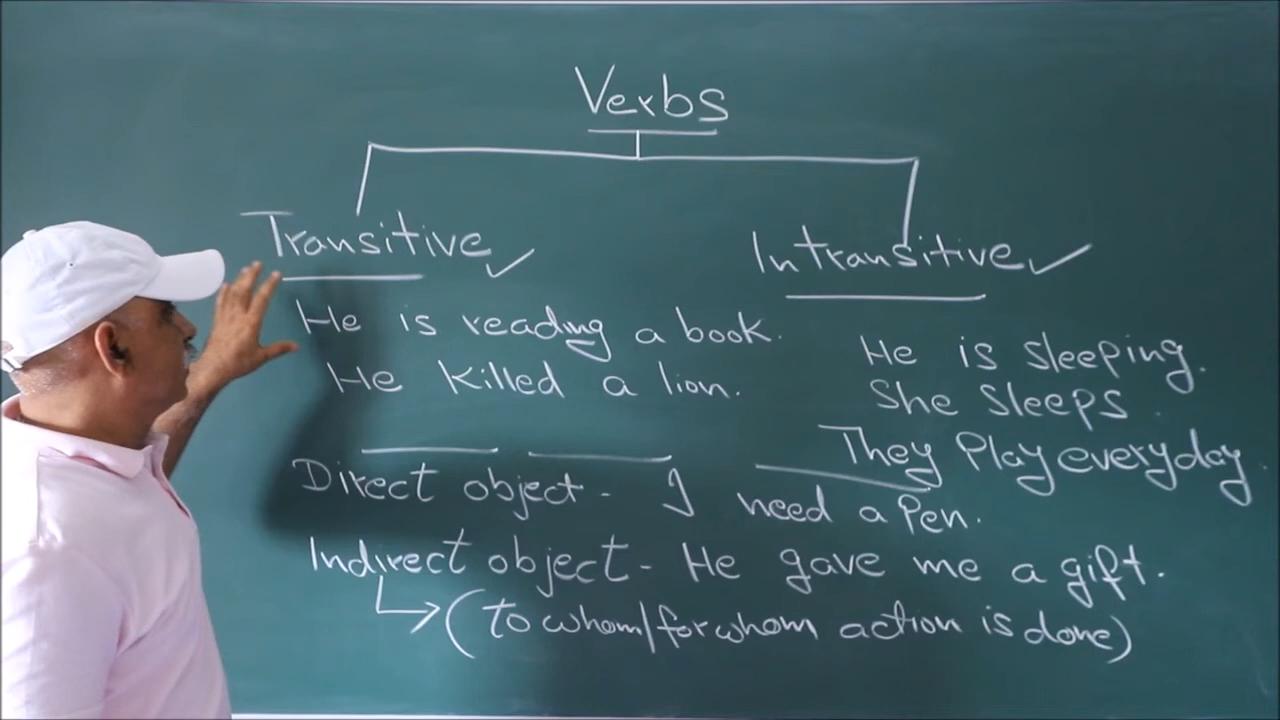 Verbs
Transitive ✓
Intransitive ✓
He is reading a book.
He killed a lion.
He is sleeping.
She sleeps.
They play everyday.
Direct object - I need a pen.
Indirect object - He gave me a gift.
(to whom/for whom action is done)